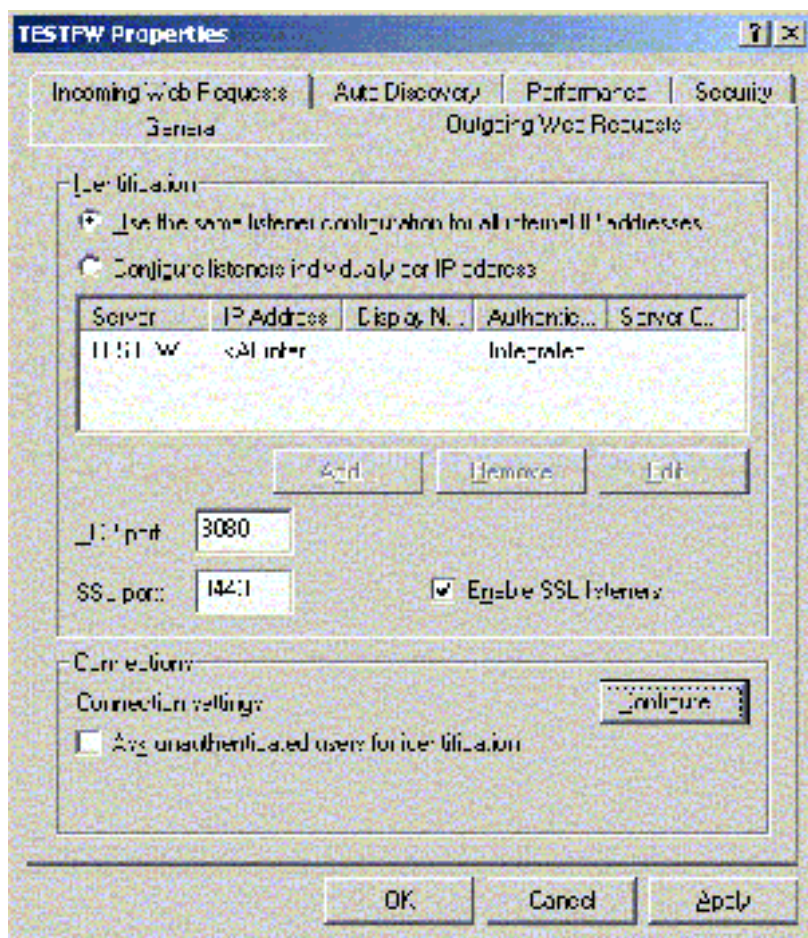 TESTFW Properties
Incoming Web Requests Auto Discovery Performance Security
General Outgoing Web Requests
Identification
Use the same listener configuration for all internal IP addresses
Configure listeners individually per IP address
Server IP Address Display N... Authentic... Server C...
TESTFW <All inter Integrated
Add... Remove Edit...
TCP port: 8080
SSL port: 8443
Enable SSL listeners
Connections
Connection settings
Configure...
Ask unauthenticated users for identification
OK Cancel Apply